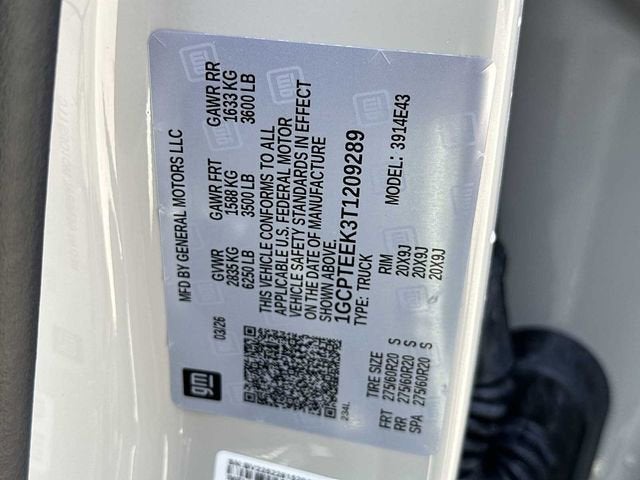 MFD BY GENERAL MOTORS LLC
03/26
GVWR GAWR FRT GAWR RR
2835 KG 1588 KG 1633 KG
6250 LB 3500 LB 3600 LB
THIS VEHICLE CONFORMS TO ALL
APPLICABLE U.S. FEDERAL MOTOR
VEHICLE SAFETY STANDARDS IN EFFECT
ON THE DATE OF MANUFACTURE
SHOWN ABOVE.
1GCPTEEK3T1209289
TYPE: TRUCK MODEL: 3914E43
gm
234L
TIRE SIZE RIM
FRT 275/60R20 S 20X9J
RR 275/60R20 S 20X9J
SPA 275/60R20 S 20X9J